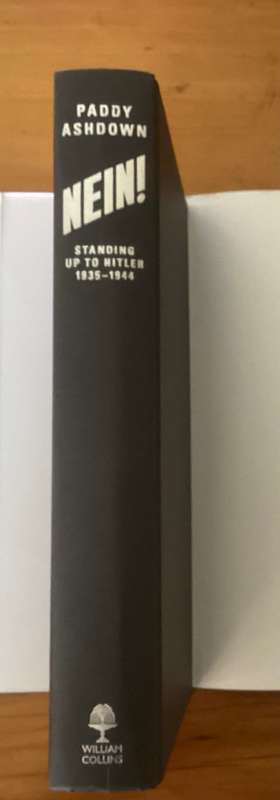 PADDY
ASHDOWN
NEIN!
STANDING
UP TO HITLER
1935–1944
WILLIAM
COLLINS